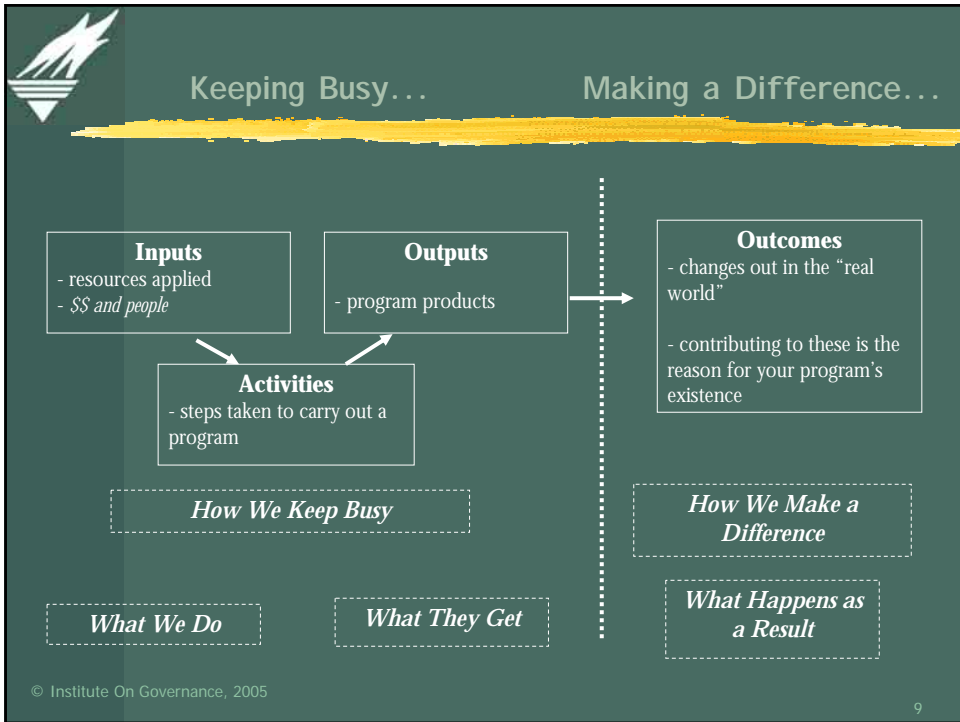 Keeping Busy... Making a Difference...
Inputs
- resources applied
- $$ and people
Outputs
- program products
Outcomes
- changes out in the “real
world”
- contributing to these is the
reason for your program’s
existence
Activities
- steps taken to carry out a
program
How We Keep Busy
How We Make a
Difference
What We Do
What They Get
What Happens as
a Result
© Institute On Governance, 2005
9